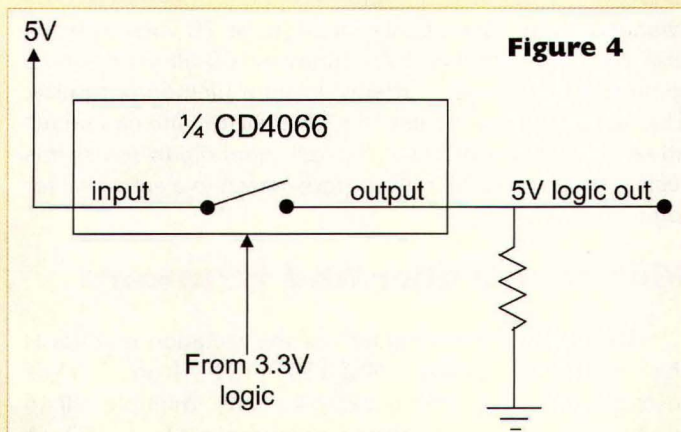 5V
Figure 4
¼ CD4066
input
output
5V logic out
From 3.3V
logic